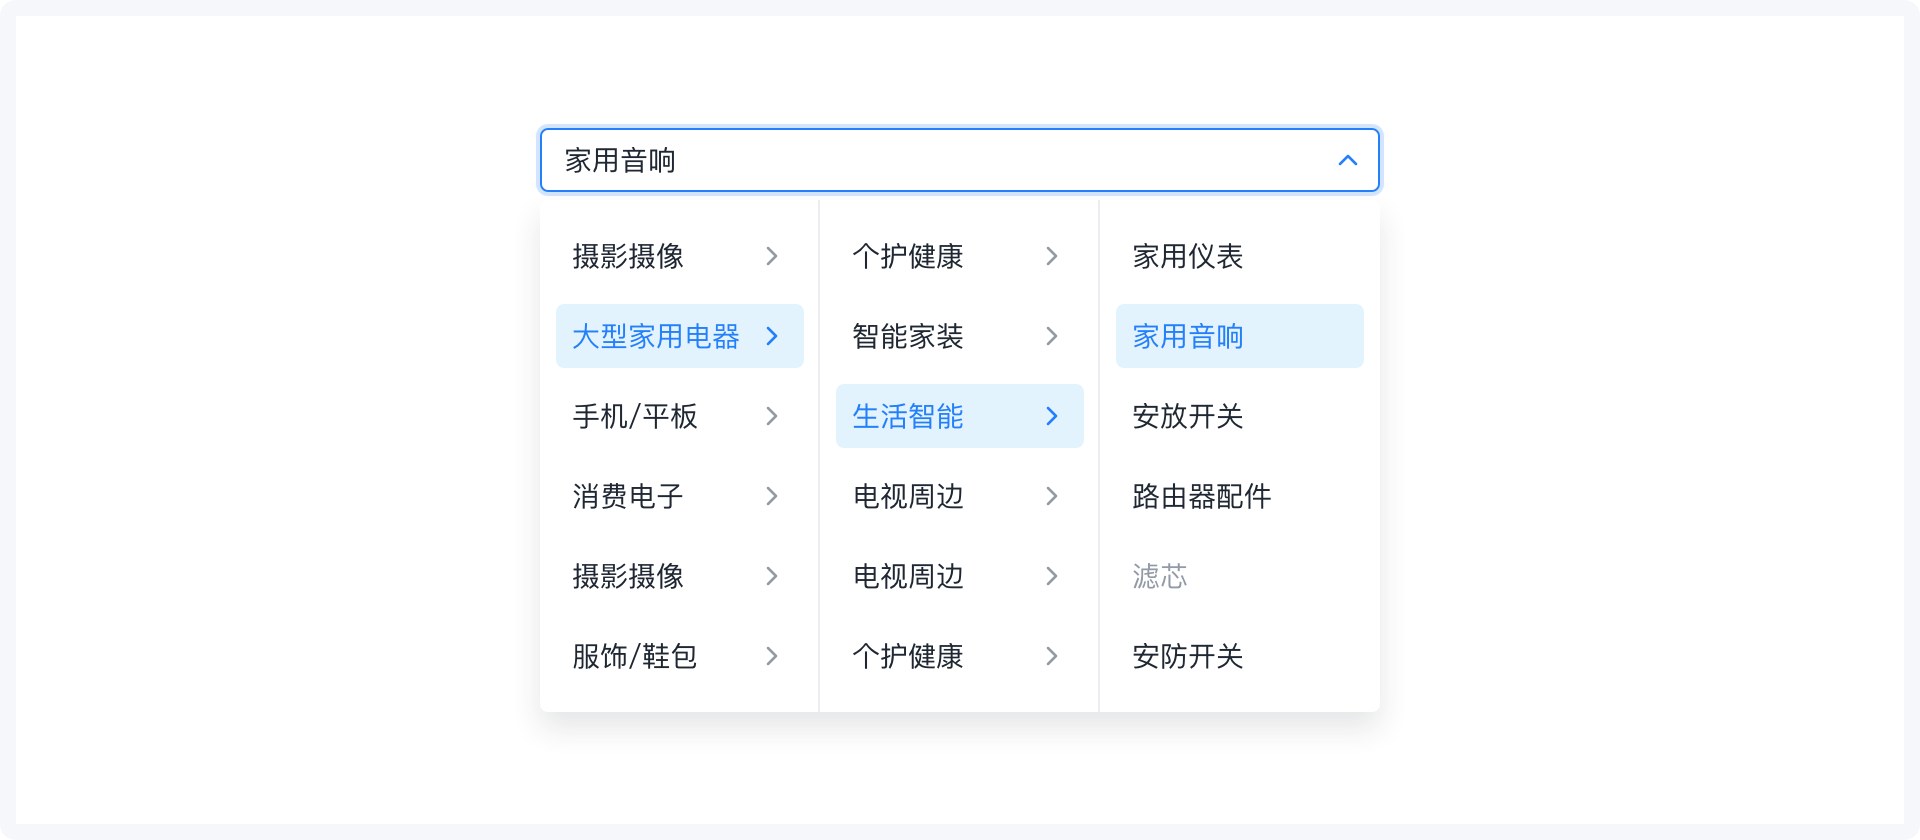 家用音响
摄影摄像
大型家用电器
手机/平板
消费电子
摄影摄像
服饰/鞋包
个护健康
智能家装
生活智能
电视周边
电视周边
个护健康
家用仪表
家用音响
安放开关
路由器配件
滤芯
安防开关